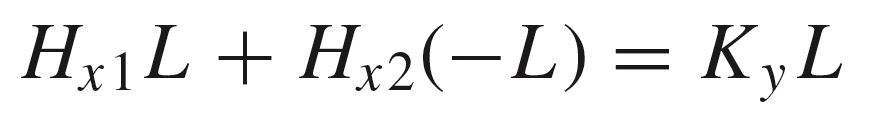 H_{x1}L + H_{x2}(−L) = K_yL